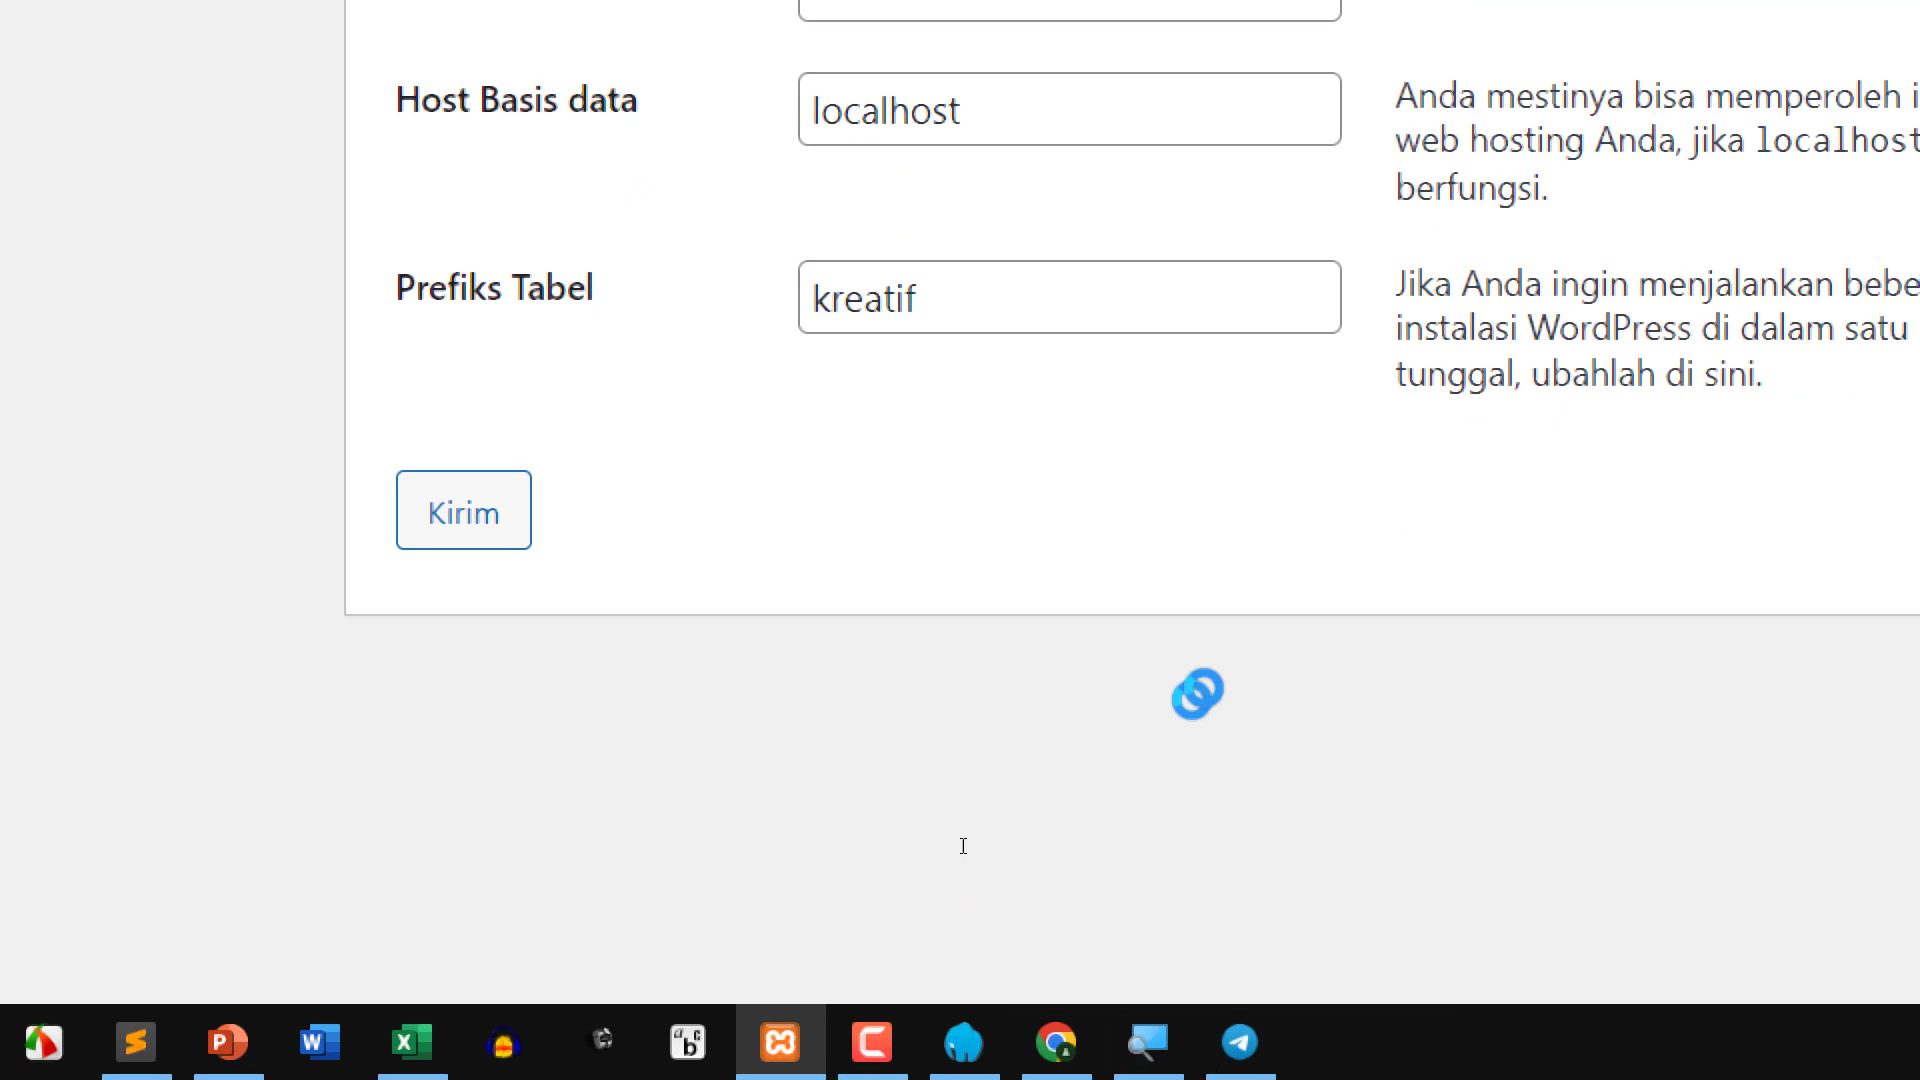 Host Basis data
localhost
Anda mestinya bisa memperoleh i
web hosting Anda, jika localhost
berfungsi.
Prefiks Tabel
kreatif
Jika Anda ingin menjalankan bebe
instalasi WordPress di dalam satu
tunggal, ubahlah di sini.
Kirim